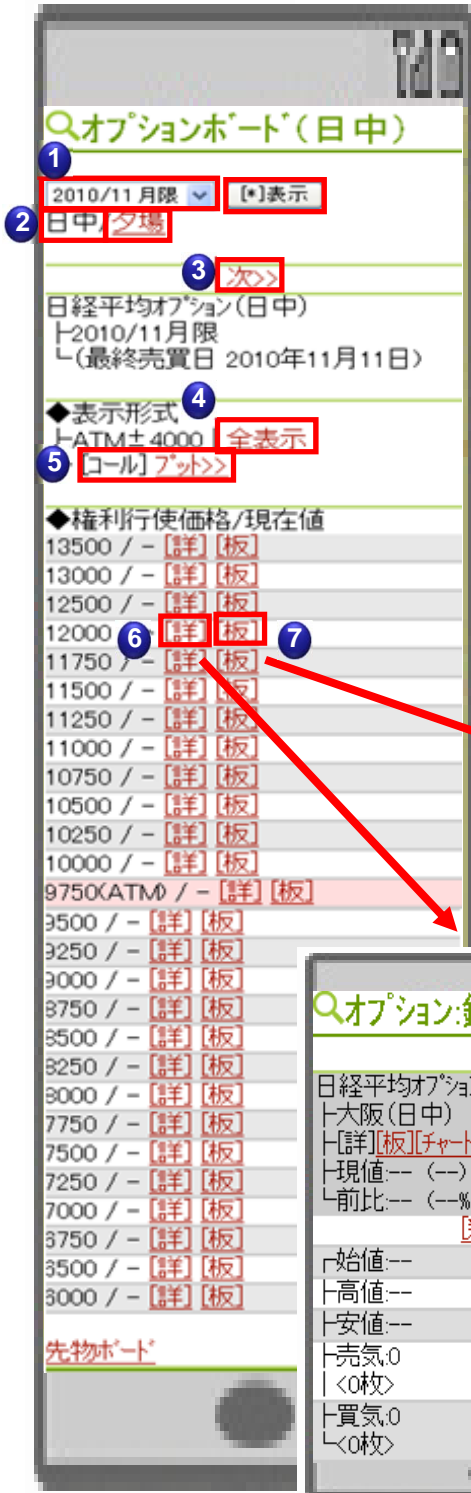 オプションボード(日中)
1
2010/11 月限 [*]表示
2 日中/夕場
3 次>>
日経平均オプション(日中)
├2010/11月限
└(最終売買日 2010年11月11日)
◆表示形式 4
├ATM±4000 | 全表示
5 [コール] プット>>
◆権利行使価格/現在値
13500 / - [詳] [板]
13000 / - [詳] [板]
12500 / - [詳] [板]
12000 6 [詳] [板] 7
11750 / - [詳] [板]
11500 / - [詳] [板]
11250 / - [詳] [板]
11000 / - [詳] [板]
10750 / - [詳] [板]
10500 / - [詳] [板]
10250 / - [詳] [板]
10000 / - [詳] [板]
9750(ATM) / - [詳] [板]
9500 / - [詳] [板]
9250 / - [詳] [板]
9000 / - [詳] [板]
8750 / - [詳] [板]
8500 / - [詳] [板]
8250 / - [詳] [板]
8000 / - [詳] [板]
7750 / - [詳] [板]
7500 / - [詳] [板]
7250 / - [詳] [板]
7000 / - [詳] [板]
6750 / - [詳] [板]
6500 / - [詳] [板]
6000 / - [詳] [板]
先物ボード
オプション:
日経平均オプショ
├大阪(日中)
├[詳][板][チャート
├現値:-- (--)
└前比:-- (--%
┌始値:--
├高値:--
├安値:--
├売気:0
| <0枚>
├買気:0
└<0枚>